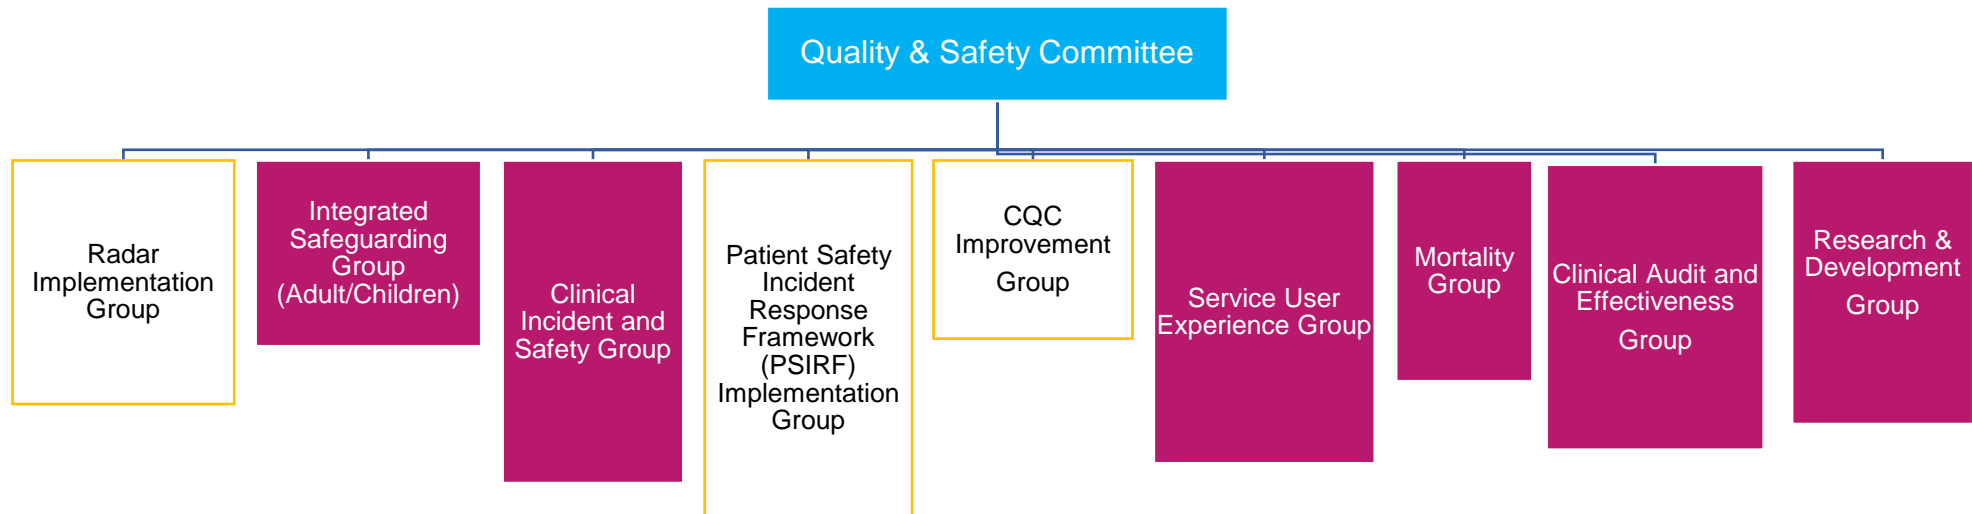 Quality & Safety Committee
Radar
Implementation
Group
Integrated
Safeguarding
Group
(Adult/Children)
Clinical
Incident and
Safety Group
Patient Safety
Incident
Response
Framework
(PSIRF)
Implementation
Group
CQC
Improvement
Group
Service User
Experience Group
Mortality
Group
Clinical Audit and
Effectiveness
Group
Research &
Development
Group